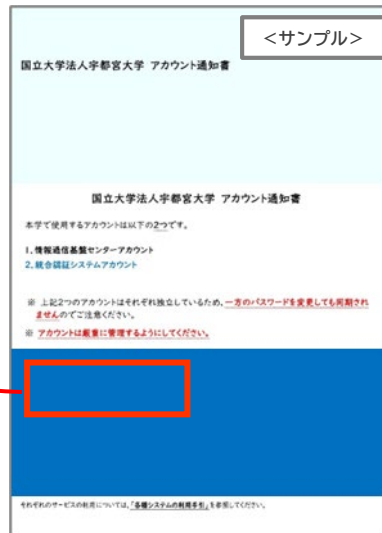 <サンプル>
国立大学法人宇都宮大学 アカウント通知書
国立大学法人宇都宮大学 アカウント通知書
本学で使用するアカウントは以下の2つです。
1.情報通信基盤センターアカウント
2.統合認証システムアカウント
※ 上記2つのアカウントはそれぞれ独立しているため、一方のパスワードを変更しても同期され
ませんのでご注意ください。
※ アカウントは厳重に管理するようにしてください。
それぞれのサービスの利用については、「各種システムの利用手引」を参照してください。